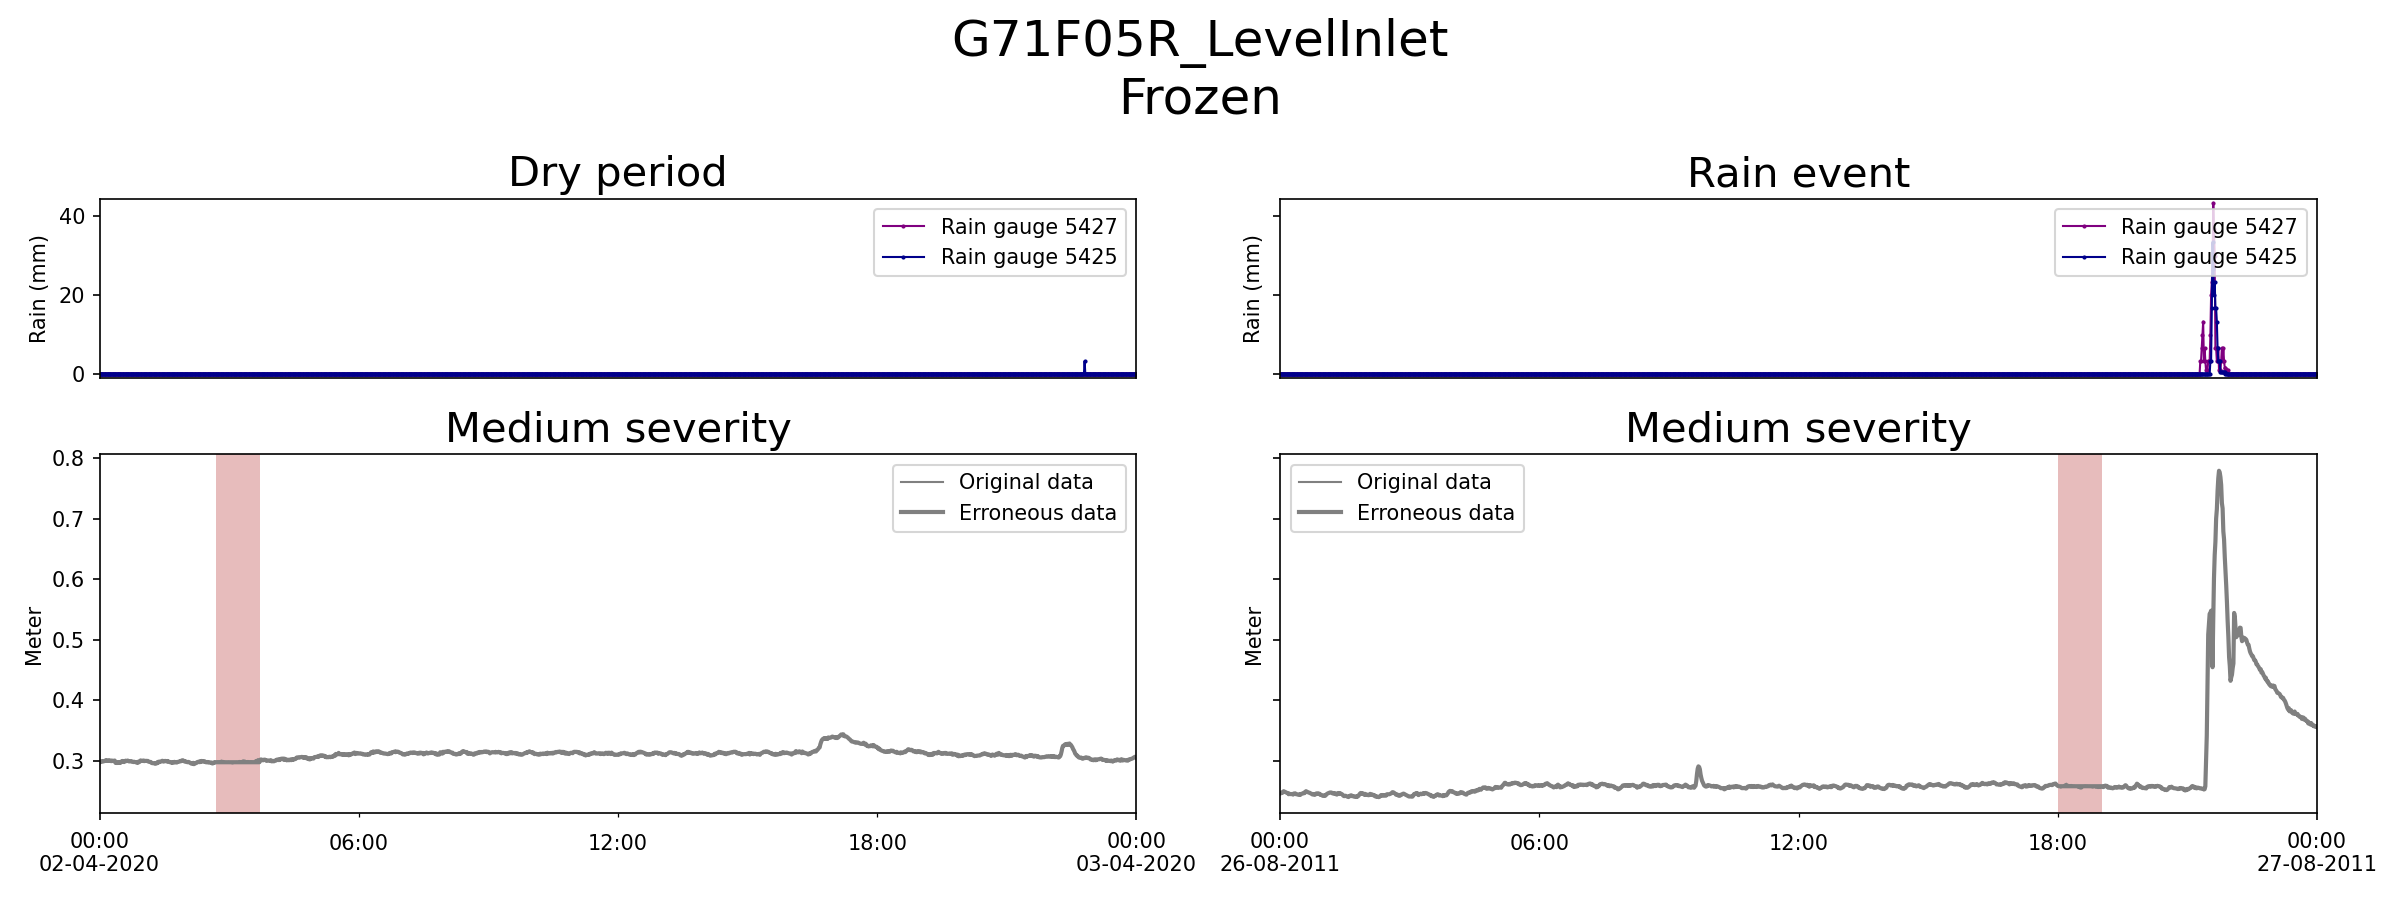 G71F05R_LevelInlet
Frozen
Dry period
Rain event
Rain (mm)
40
20
0
Rain gauge 5427
Rain gauge 5425
Rain (mm)
Rain gauge 5427
Rain gauge 5425
Medium severity
Medium severity
Meter
0.8
0.7
0.6
0.5
0.4
0.3
Original data
Erroneous data
Meter
Original data
Erroneous data
00:00 06:00 12:00 18:00 00:00
02-04-2020 03-04-2020
00:00 06:00 12:00 18:00 00:00
26-08-2011 27-08-2011